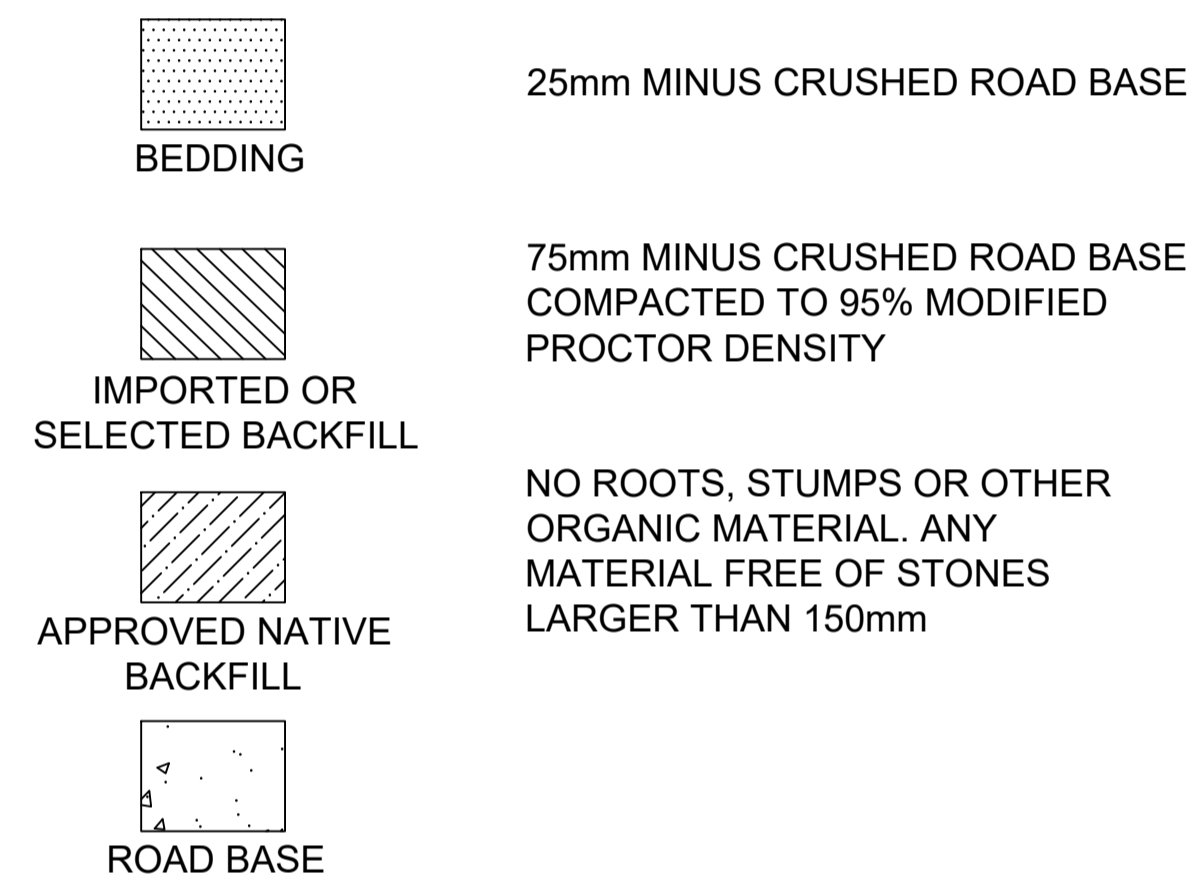 25mm MINUS CRUSHED ROAD BASE
BEDDING
75mm MINUS CRUSHED ROAD BASE
COMPACTED TO 95% MODIFIED
PROCTOR DENSITY
IMPORTED OR
SELECTED BACKFILL
NO ROOTS, STUMPS OR OTHER
ORGANIC MATERIAL. ANY
MATERIAL FREE OF STONES
LARGER THAN 150mm
APPROVED NATIVE
BACKFILL
ROAD BASE